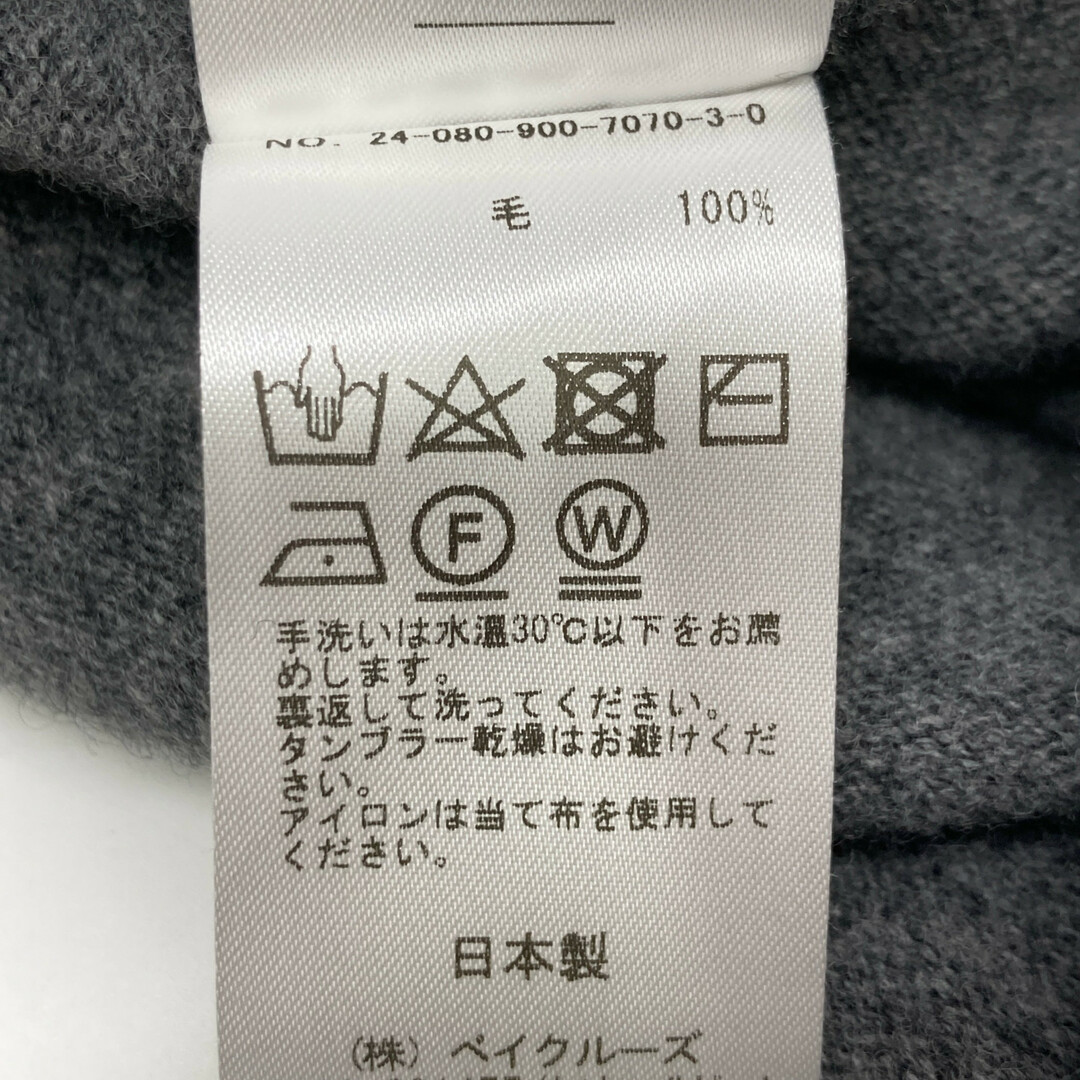 NO. 24-080-900-7070-3-0
毛 100%
F W
手洗いは水温30℃以下をお薦
めします。
裏返して洗ってください。
タンブラー乾燥はお避けくだ
さい。
アイロンは当て布を使用して
ください。
日本製
(株) ベイクルーズ